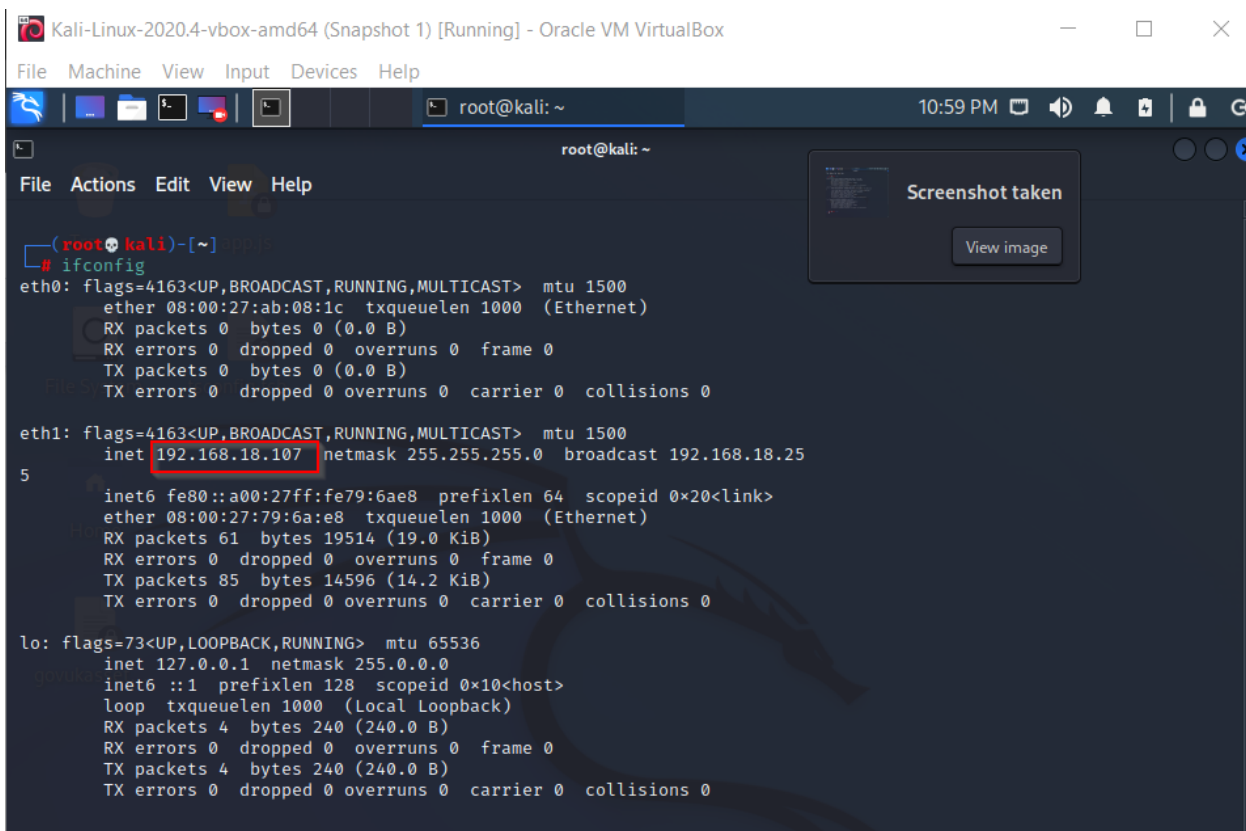 Kali-Linux-2020.4-vbox-amd64 (Snapshot 1) [Running] - Oracle VM VirtualBox
File Machine View Input Devices Help
root@kali: ~
10:59 PM
root@kali: ~
File Actions Edit View Help
Screenshot taken
View image
(root💀kali)-[~]
# ifconfig
eth0: flags=4163<UP,BROADCAST,RUNNING,MULTICAST>  mtu 1500
ether 08:00:27:ab:08:1c  txqueuelen 1000  (Ethernet)
RX packets 0  bytes 0 (0.0 B)
RX errors 0  dropped 0  overruns 0  frame 0
TX packets 0  bytes 0 (0.0 B)
TX errors 0  dropped 0 overruns 0  carrier 0  collisions 0
eth1: flags=4163<UP,BROADCAST,RUNNING,MULTICAST>  mtu 1500
inet 192.168.18.107  netmask 255.255.255.0  broadcast 192.168.18.25
5
inet6 fe80::a00:27ff:fe79:6ae8  prefixlen 64  scopeid 0×20<link>
ether 08:00:27:79:6a:e8  txqueuelen 1000  (Ethernet)
RX packets 61  bytes 19514 (19.0 KiB)
RX errors 0  dropped 0  overruns 0  frame 0
TX packets 85  bytes 14596 (14.2 KiB)
TX errors 0  dropped 0 overruns 0  carrier 0  collisions 0
lo: flags=73<UP,LOOPBACK,RUNNING>  mtu 65536
inet 127.0.0.1  netmask 255.0.0.0
inet6 ::1  prefixlen 128  scopeid 0×10<host>
loop  txqueuelen 1000  (Local Loopback)
RX packets 4  bytes 240 (240.0 B)
RX errors 0  dropped 0  overruns 0  frame 0
TX packets 4  bytes 240 (240.0 B)
TX errors 0  dropped 0 overruns 0  carrier 0  collisions 0